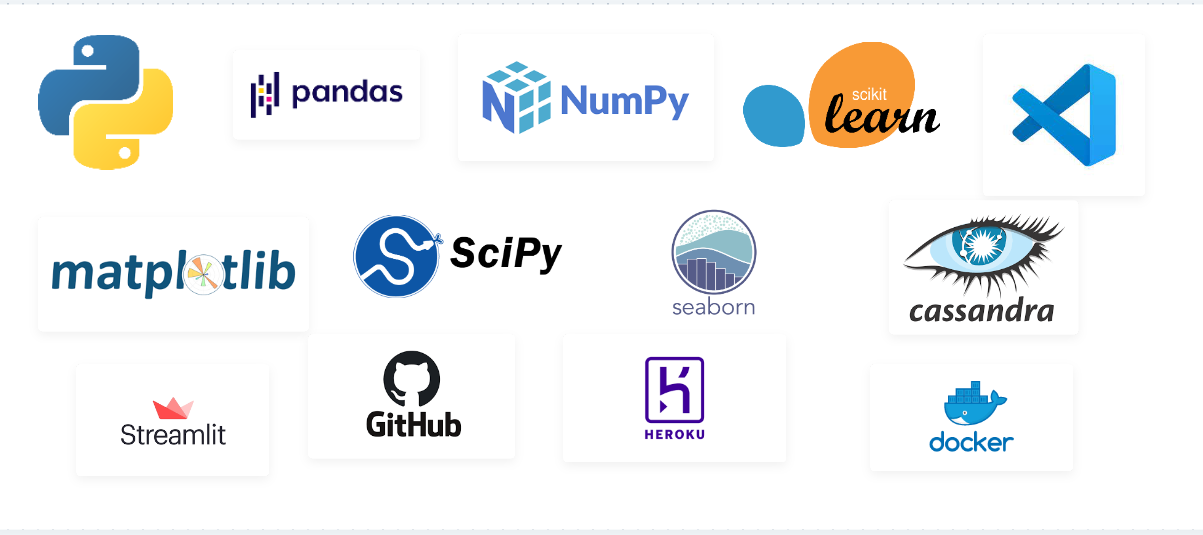 pandas
NumPy
scikit
learn
matplotlib
SciPy
seaborn
cassandra
Streamlit
GitHub
HEROKU
docker